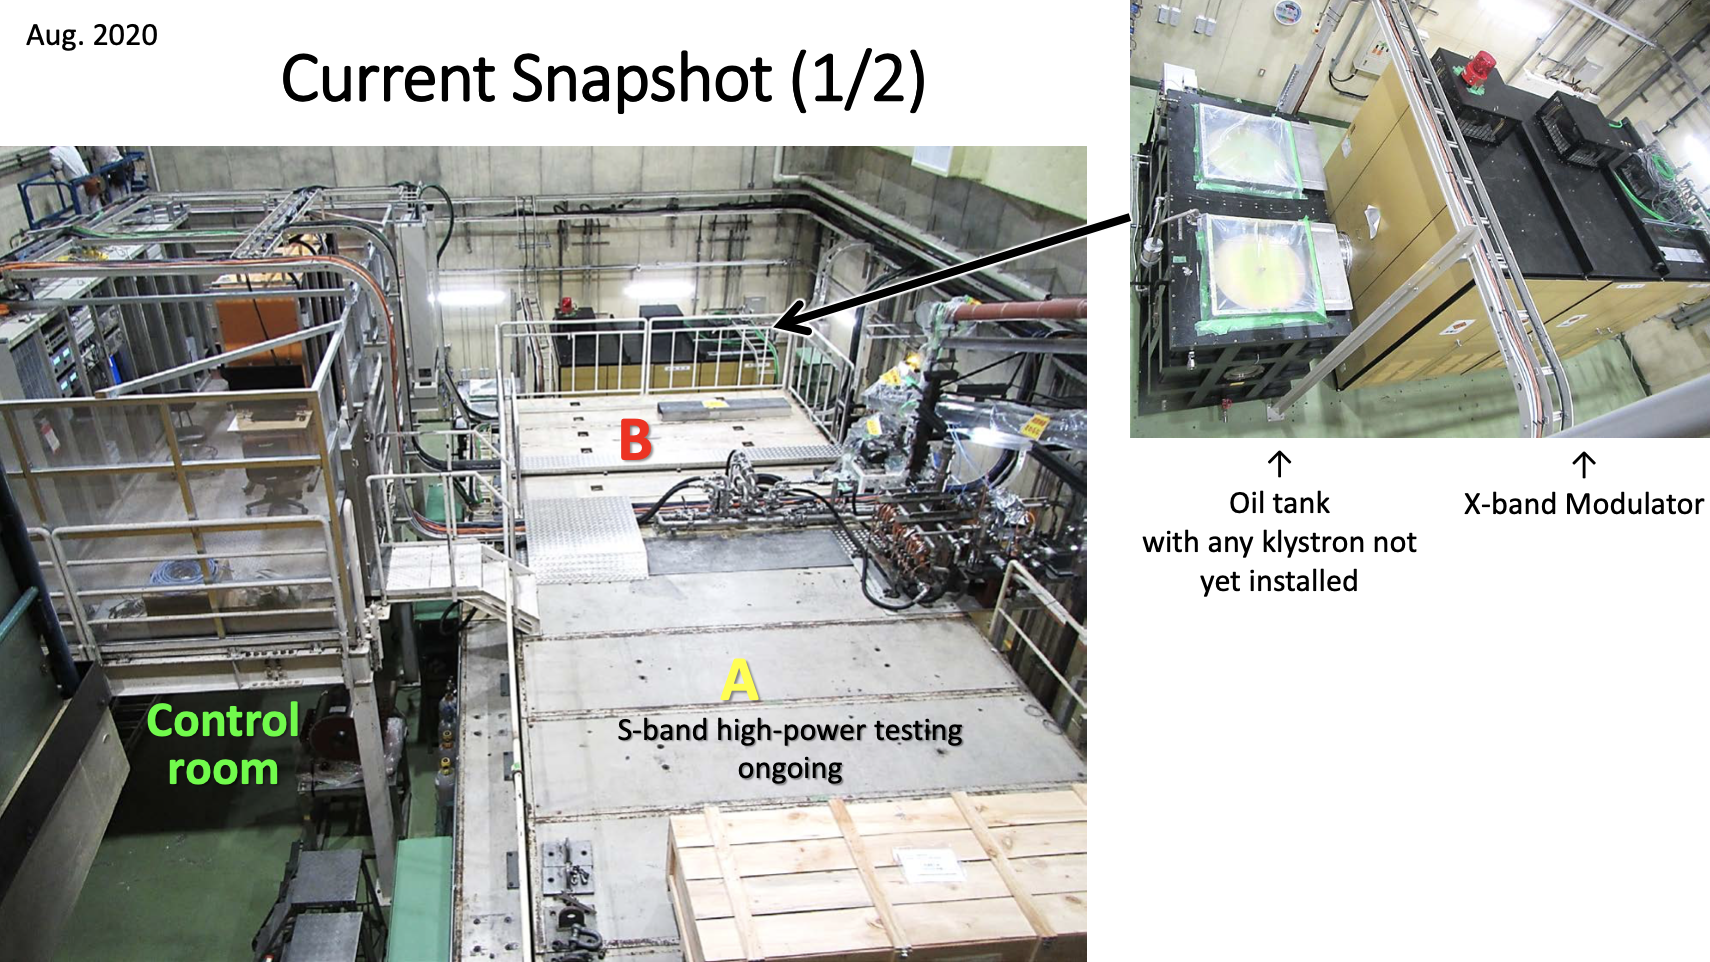 Aug. 2020
Current Snapshot (1/2)
B
A
S-band high-power testing
ongoing
Control
room
↑
Oil tank
with any klystron not
yet installed
↑
X-band Modulator